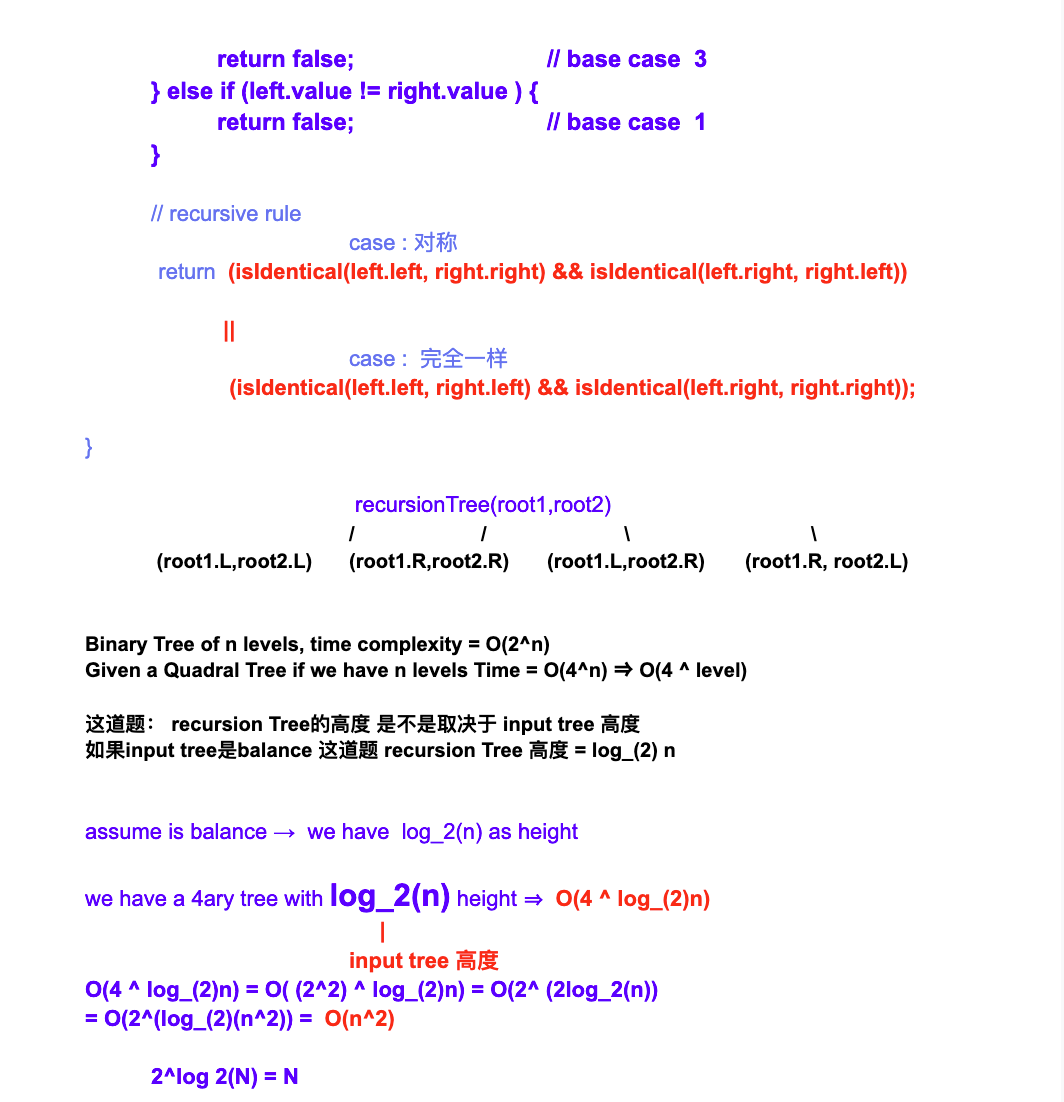 return false;                // base case  3
} else if (left.value != right.value ) {
return false;                // base case  1
}
// recursive rule
case : 对称
return  (isIdentical(left.left, right.right) && isIdentical(left.right, right.left))
||
case :  完全一样
(isIdentical(left.left, right.left) && isIdentical(left.right, right.right));
}
recursionTree(root1,root2)
/ / \ \
(root1.L,root2.L)   (root1.R,root2.R)   (root1.L,root2.R)   (root1.R, root2.L)
Binary Tree of n levels, time complexity = O(2^n)
Given a Quadral Tree if we have n levels Time = O(4^n) ⇒ O(4 ^ level)
这道题： recursion Tree的高度 是不是取决于 input tree 高度
如果input tree是balance 这道题 recursion Tree 高度 = log_(2) n
assume is balance → we have  log_2(n) as height
we have a 4ary tree with log_2(n) height ⇒  O(4 ^ log_(2)n)
|
input tree 高度
O(4 ^ log_(2)n) = O( (2^2) ^ log_(2)n) = O(2^ (2log_2(n))
= O(2^(log_(2)(n^2)) =  O(n^2)
2^log 2(N) = N